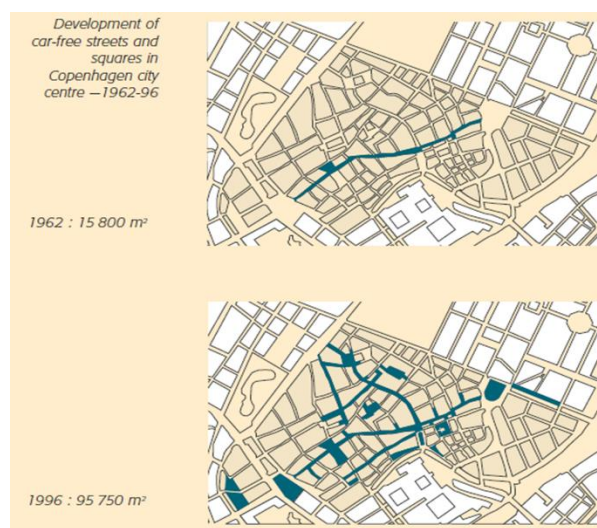 Development of
car-free streets and
squares in
Copenhagen city
centre –1962-96
1962 : 15 800 m²
1996 : 95 750 m²